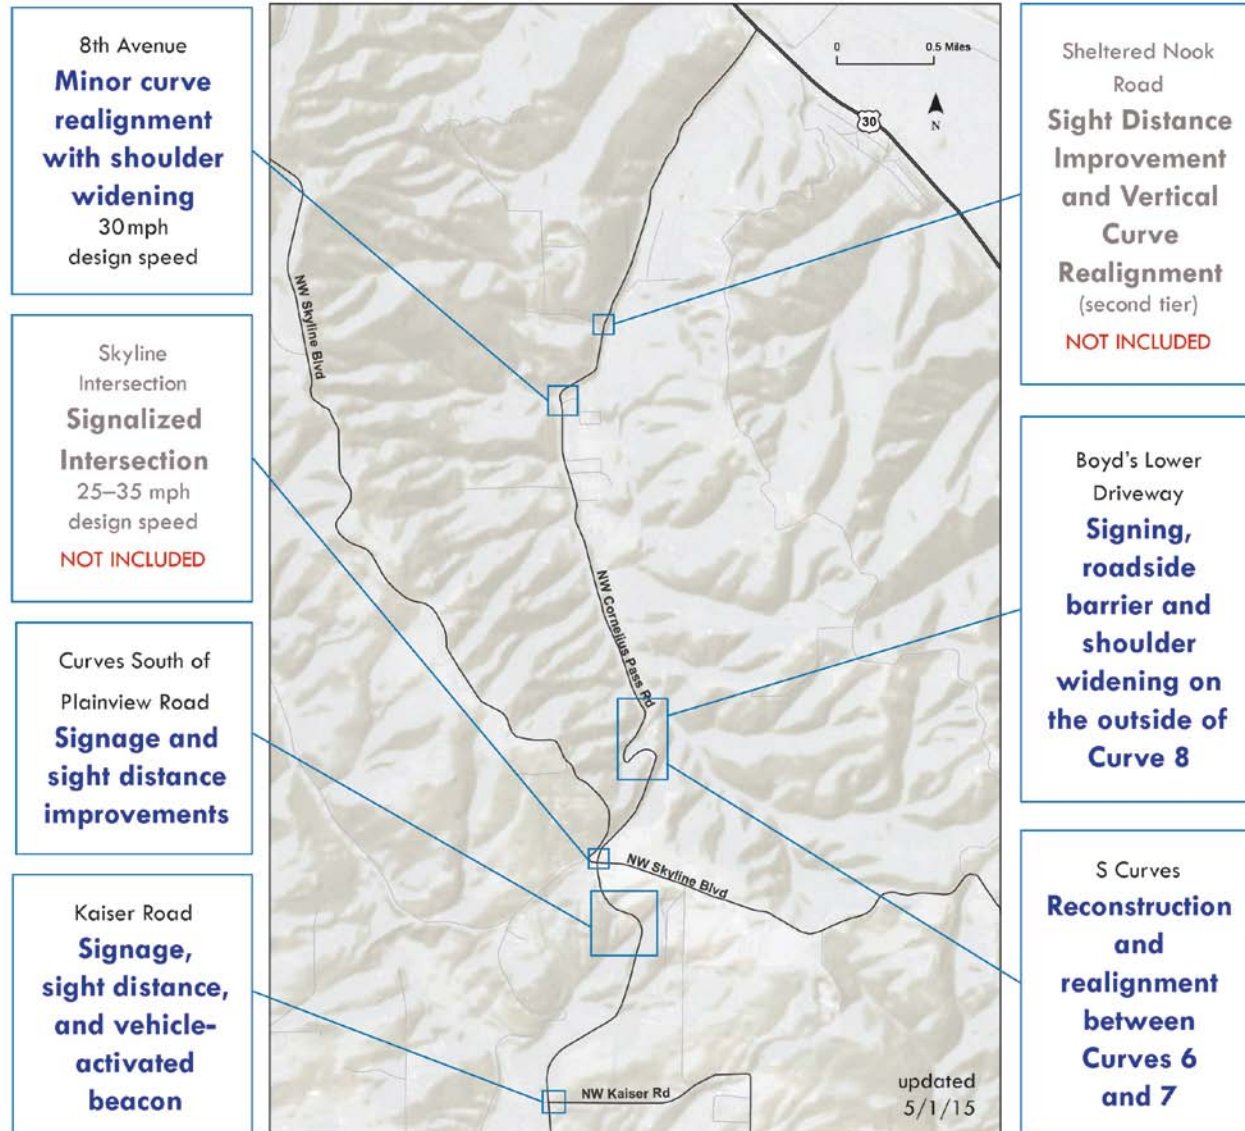 8th Avenue
Minor curve
realignment
with shoulder
widening
30 mph
design speed
Skyline
Intersection
Signalized
Intersection
25–35 mph
design speed
NOT INCLUDED
Curves South of
Plainview Road
Signage and
sight distance
improvements
Kaiser Road
Signage,
sight distance,
and vehicle-
activated
beacon
0 0.5 Miles
N
30
NW Skyline Blvd
NW Cornelius Pass Rd
NW Skyline Blvd
NW Kaiser Rd
updated
5/1/15
Sheltered Nook
Road
Sight Distance
Improvement
and Vertical
Curve
Realignment
(second tier)
NOT INCLUDED
Boyd's Lower
Driveway
Signing,
roadside
barrier and
shoulder
widening on
the outside of
Curve 8
S Curves
Reconstruction
and
realignment
between
Curves 6
and 7